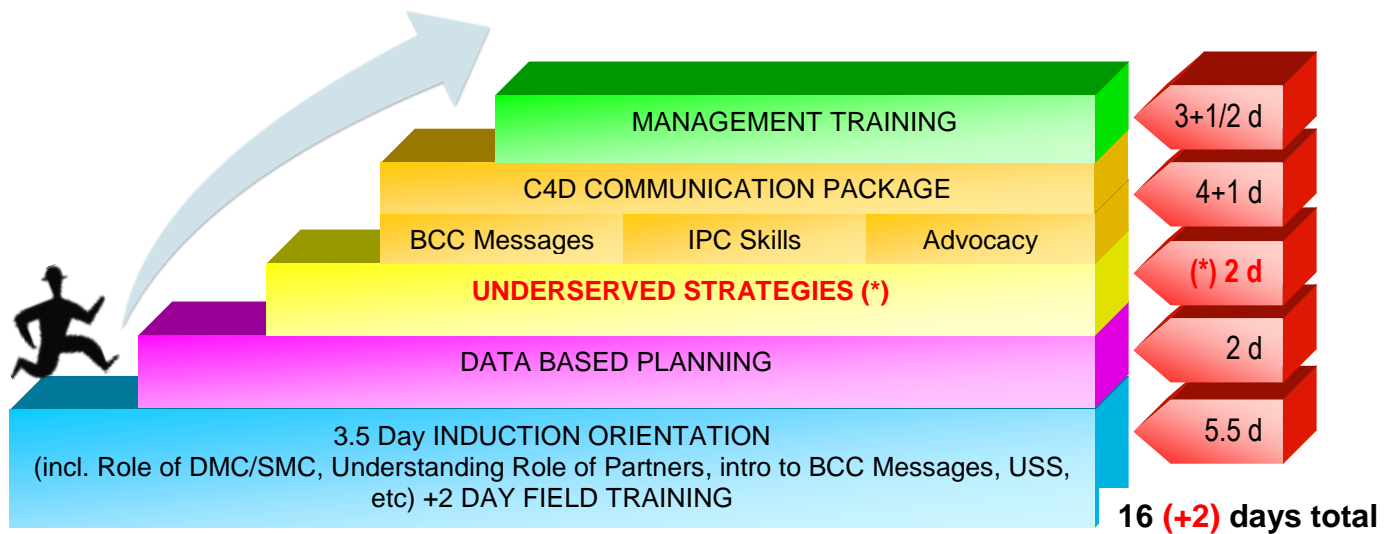 MANAGEMENT TRAINING
3+1/2 d
C4D COMMUNICATION PACKAGE
4+1 d
BCC Messages IPC Skills Advocacy
UNDERSERVED STRATEGIES (*)
(*) 2 d
DATA BASED PLANNING
2 d
3.5 Day INDUCTION ORIENTATION
(incl. Role of DMC/SMC, Understanding Role of Partners, intro to BCC Messages, USS,
etc) +2 DAY FIELD TRAINING
5.5 d
16 (+2) days total